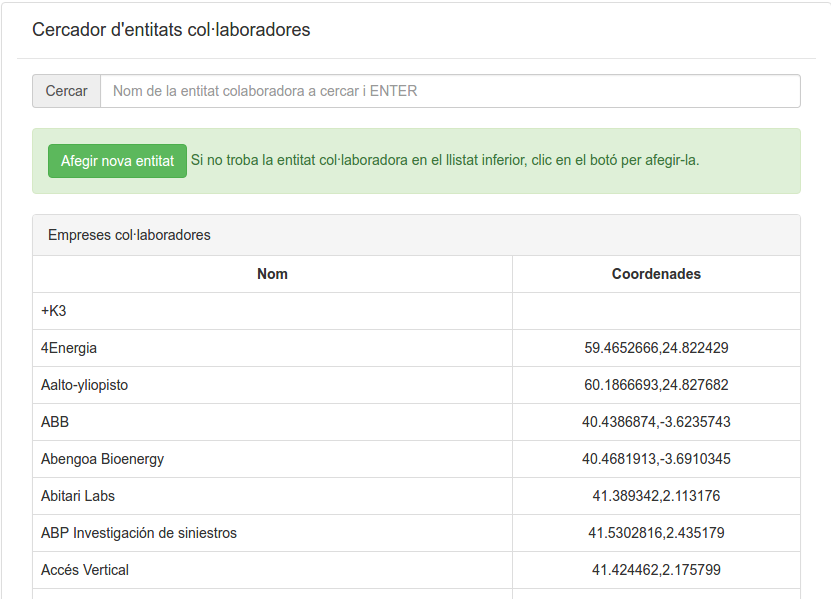 Cercador d'entitats col·laboradores
Cercar Nom de la entitat colaboradora a cercar i ENTER
Afegir nova entitat Si no troba la entitat col·laboradora en el llistat inferior, clic en el botó per afegir-la.
Empreses col·laboradores
Nom Coordenades
+K3
4Energia 59.4652666,24.822429
Aalto-yliopisto 60.1866693,24.827682
ABB 40.4386874,-3.6235743
Abengoa Bioenergy 40.4681913,-3.6910345
Abitari Labs 41.389342,2.113176
ABP Investigación de siniestros 41.5302816,2.435179
Accés Vertical 41.424462,2.175799